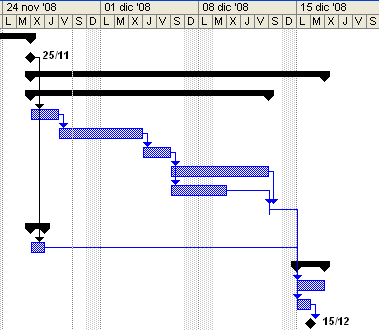 24 nov '08 01 dic '08 08 dic '08 15 dic '08
L M X J V S D L M X J V S D L M X J V S D L M X J V S
25/11
15/12